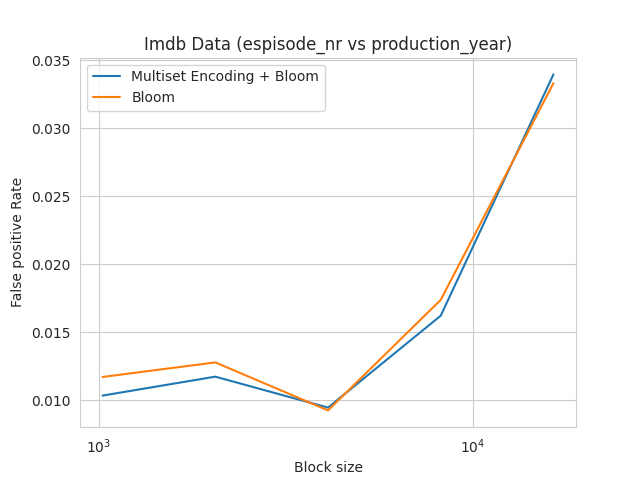 Imdb Data (espisode_nr vs production_year)
Multiset Encoding + Bloom
Bloom
False positive Rate
0.035
0.030
0.025
0.020
0.015
0.010
10³
10⁴
Block size